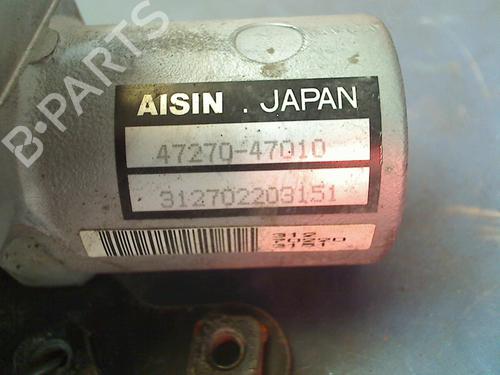 B-PARTS
AISIN . JAPAN
47270-47010
312702203151